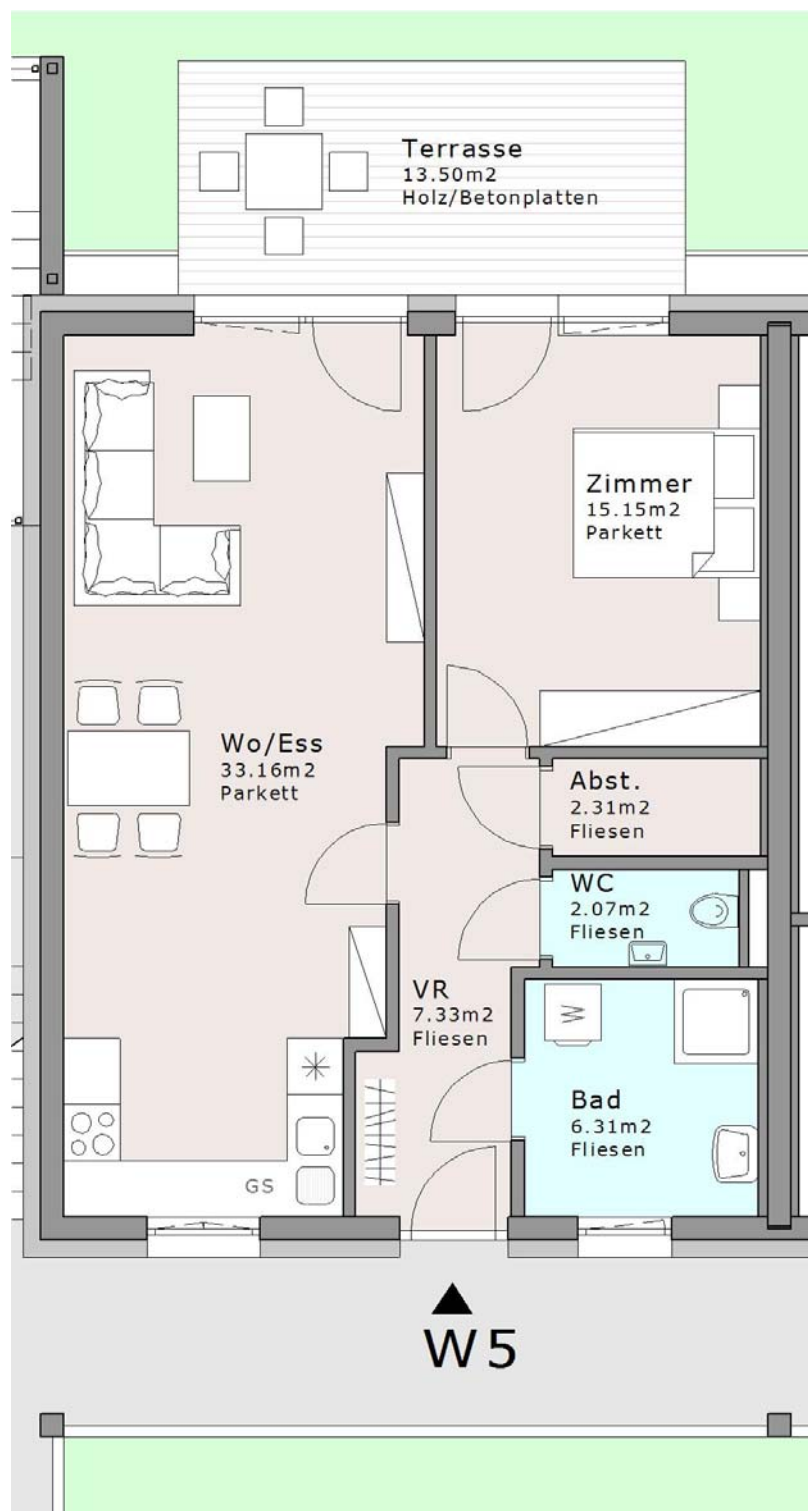 Terrasse
13.50m2
Holz/Betonplatten
Zimmer
15.15m2
Parkett
Wo/Ess
33.16m2
Parkett
Abst.
2.31m2
Fliesen
WC
2.07m2
Fliesen
VR
7.33m2
Fliesen
W
Bad
6.31m2
Fliesen
GS
W5